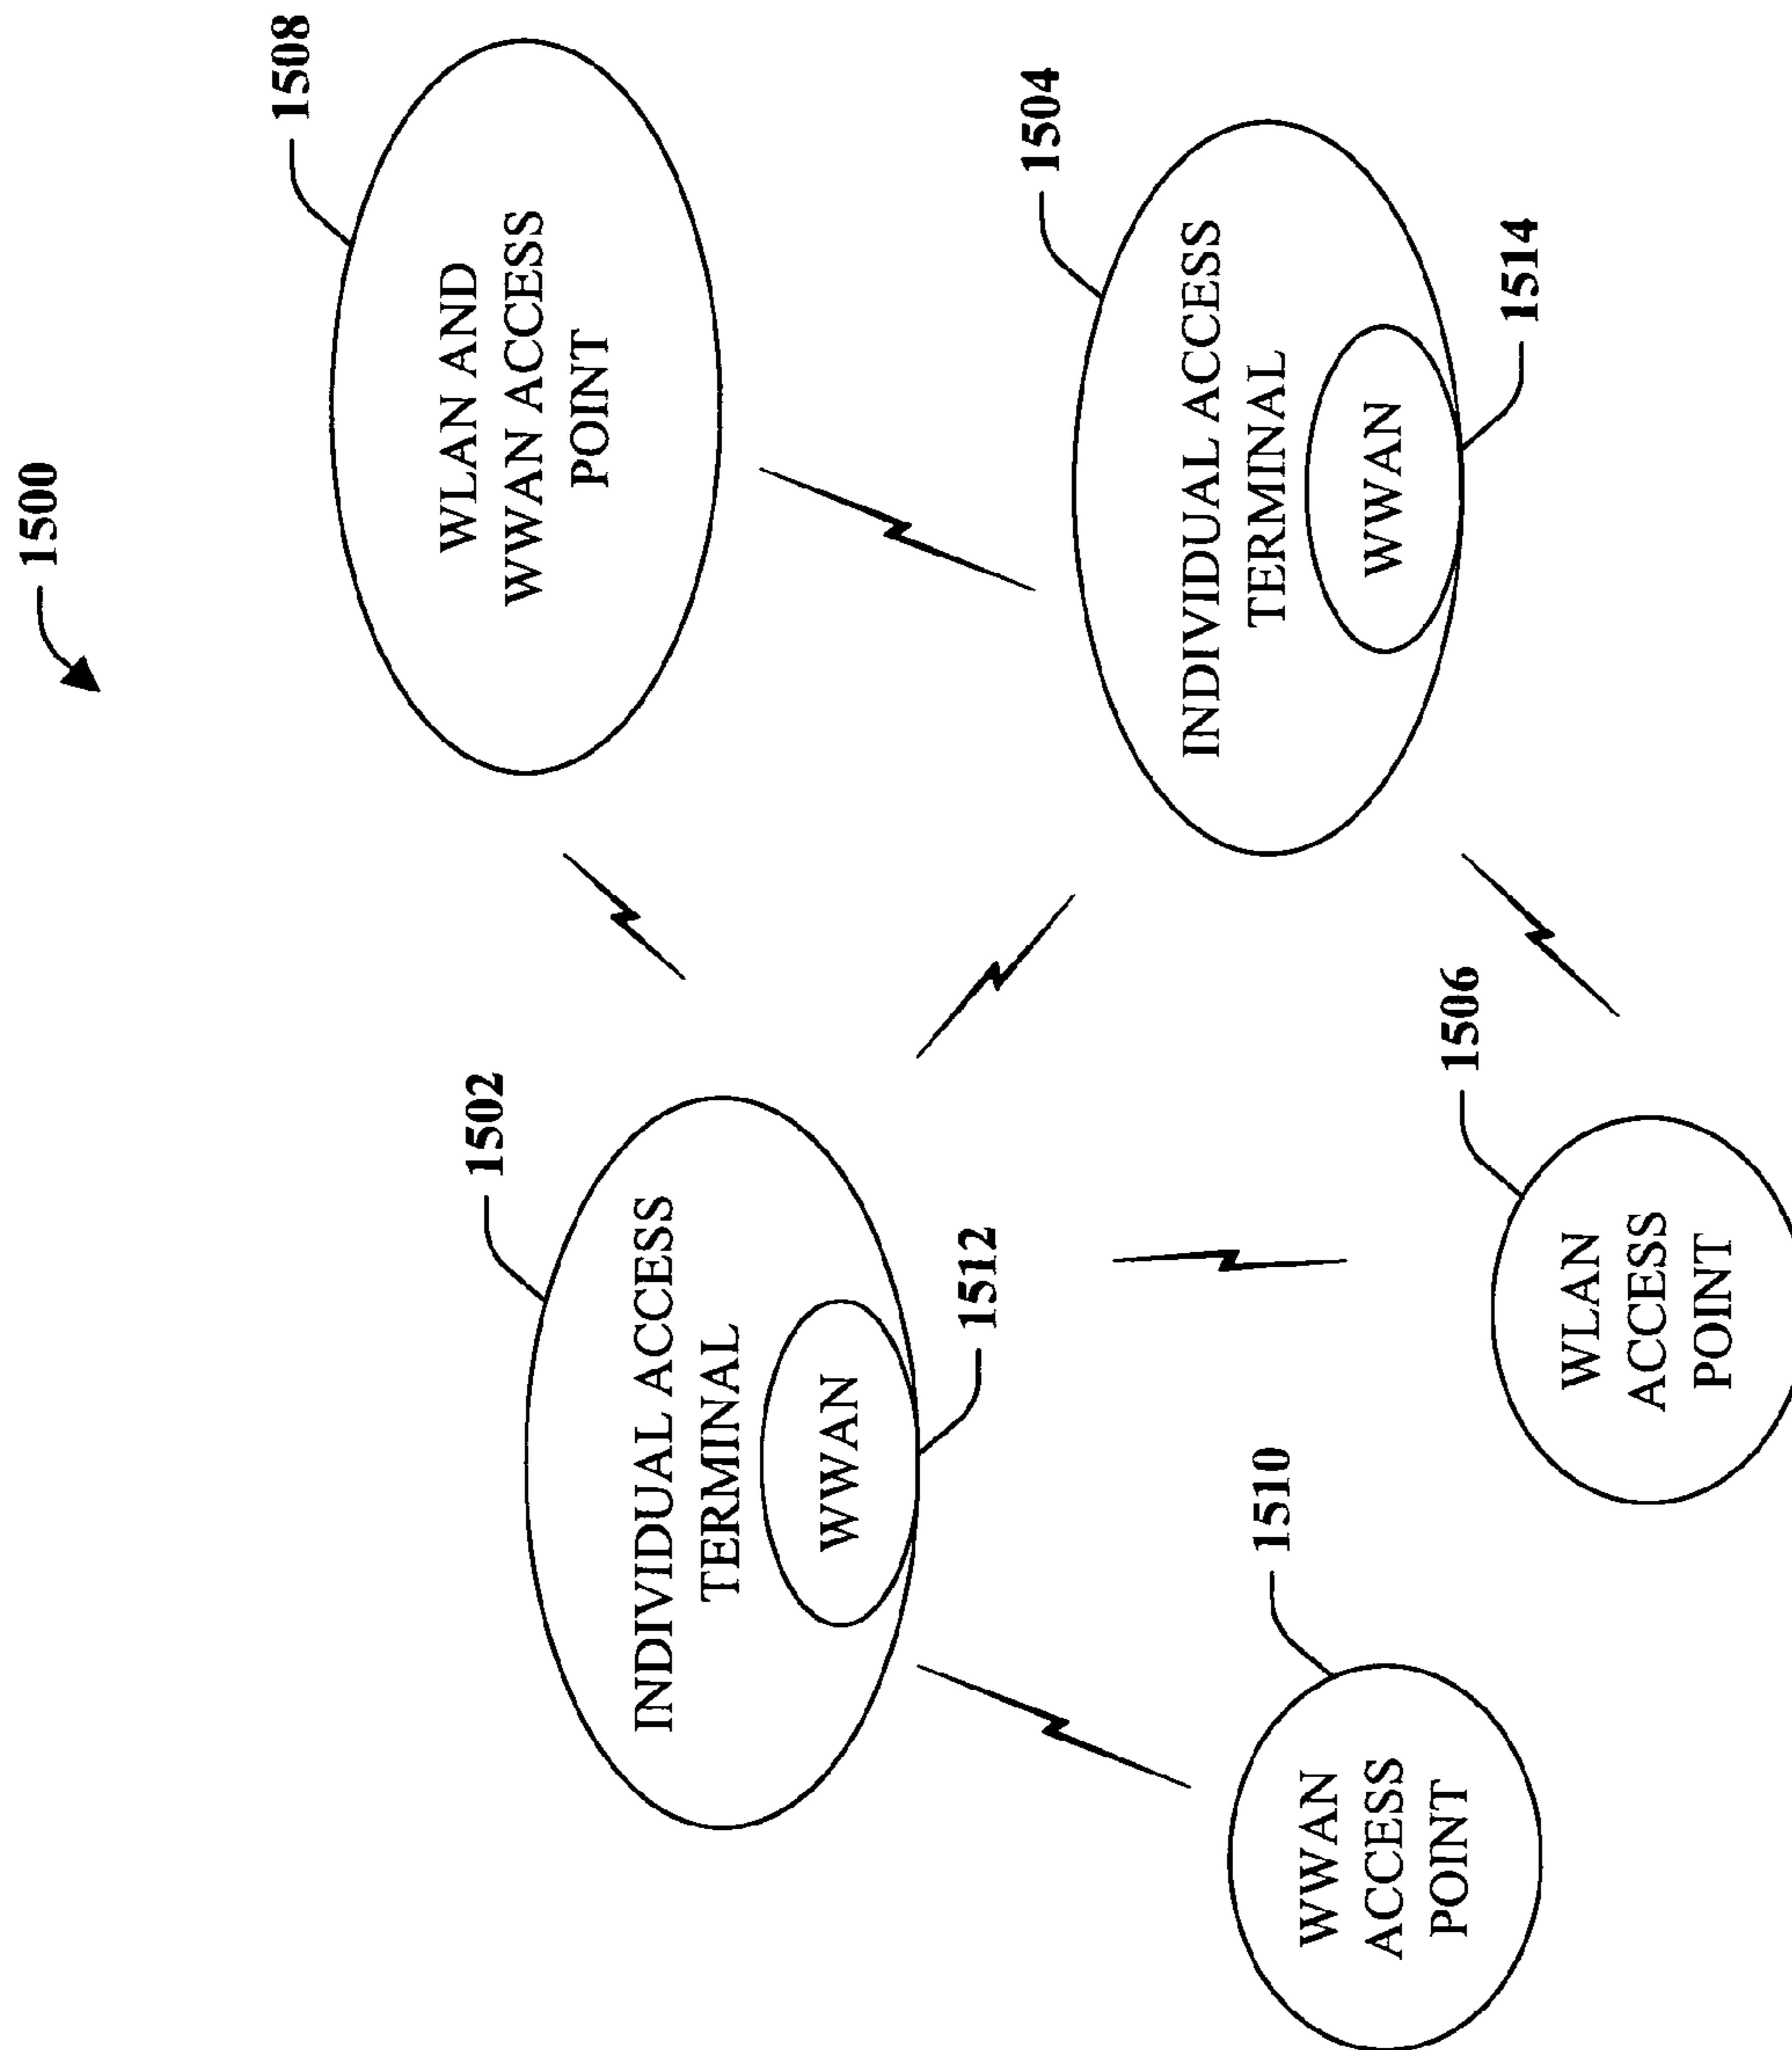 1500
1508
WLAN AND
WWAN ACCESS
POINT
1502
INDIVIDUAL ACCESS
TERMINAL
WWAN
1512
1504
INDIVIDUAL ACCESS
TERMINAL
WWAN
1514
1510
WWAN
ACCESS
POINT
1506
WLAN
ACCESS
POINT